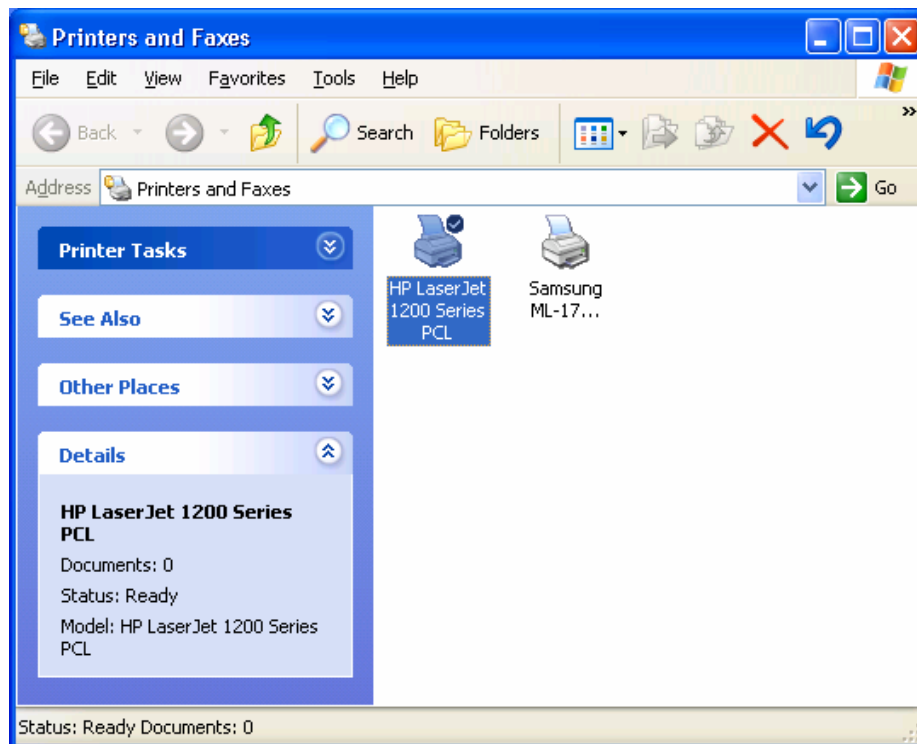 Printers and Faxes
File Edit View Favorites Tools Help
Back Search Folders »
Address Printers and Faxes Go
Printer Tasks
See Also
Other Places
Details
HP LaserJet 1200 Series
PCL
Documents: 0
Status: Ready
Model: HP LaserJet 1200 Series
PCL
HP LaserJet
1200 Series
PCL
Samsung
ML-17...
Status: Ready Documents: 0